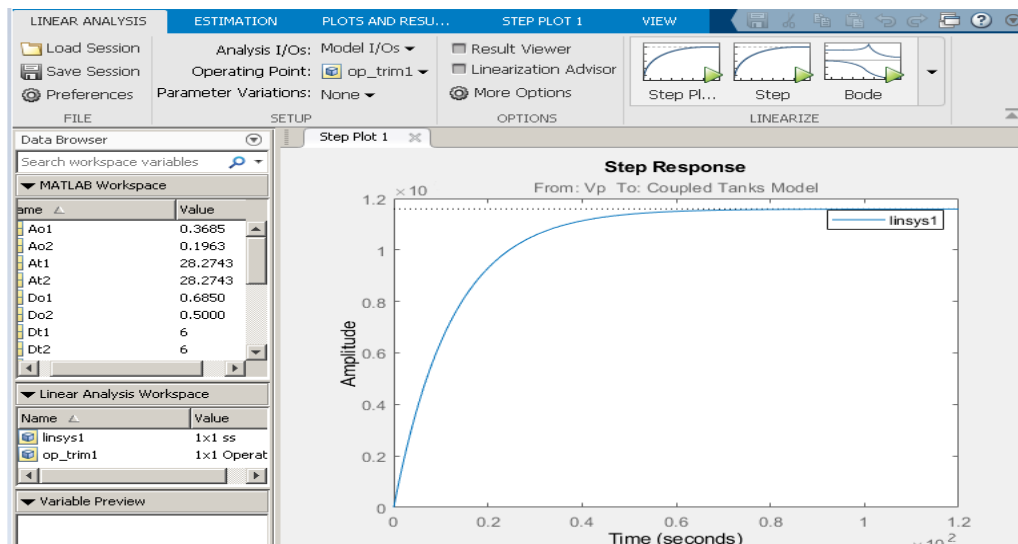 LINEAR ANALYSIS ESTIMATION PLOTS AND RESU... STEP PLOT 1 VIEW
Load Session
Save Session
Preferences
FILE
Analysis I/Os: Model I/Os
Operating Point: op_trim1
Parameter Variations: None
SETUP
Result Viewer
Linearization Advisor
More Options
OPTIONS
Step Pl... Step Bode
LINEARIZE
Data Browser
Search workspace variables
MATLAB Workspace
ame Value
Ao1 0.3685
Ao2 0.1963
At1 28.2743
At2 28.2743
Do1 0.6850
Do2 0.5000
Dt1 6
Dt2 6
Linear Analysis Workspace
Name Value
linsys1 1×1 ss
op_trim1 1×1 Operat
Variable Preview
Step Plot 1
Step Response
From: Vp To: Coupled Tanks Model
× 10
1.2
1
0.8
0.6
0.4
0.2
0
Amplitude
linsys1
0 0.2 0.4 0.6 0.8 1 1.2
Time (seconds)
× 10 2